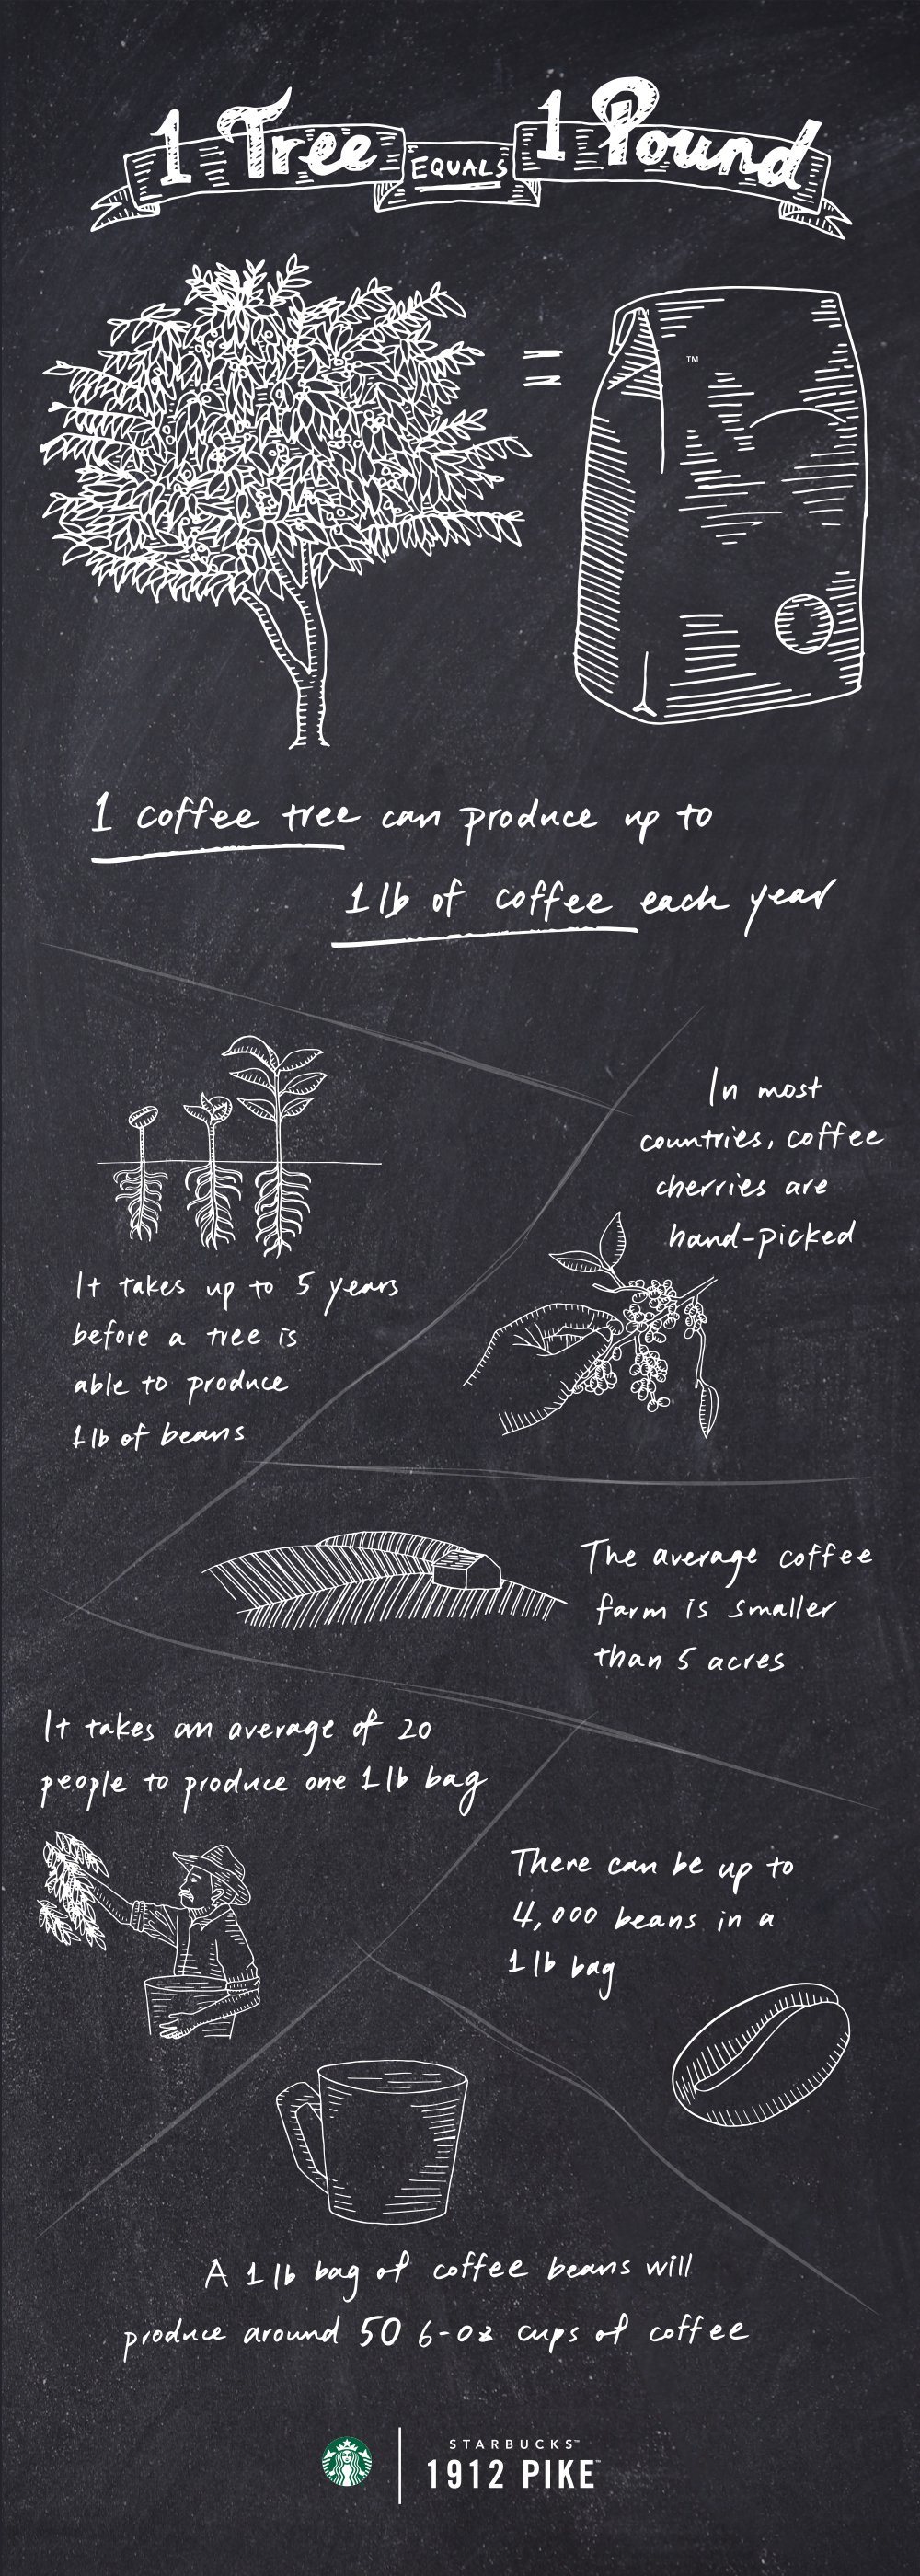 1 Tree EQUALS 1 Pound
TM
1 coffee tree can produce up to
1 lb of coffee each year
In most
countries, coffee
cherries are
hand-picked
It takes up to 5 years
before a tree is
able to produce
1 lb of beans
The average coffee
farm is smaller
than 5 acres
It takes an average of 20
people to produce one 1 lb bag
There can be up to
4,000 beans in a
1 lb bag
A 1 lb bag of coffee beans will
produce around 50 6-oz cups of coffee
STARBUCKS™
1912 PIKE™